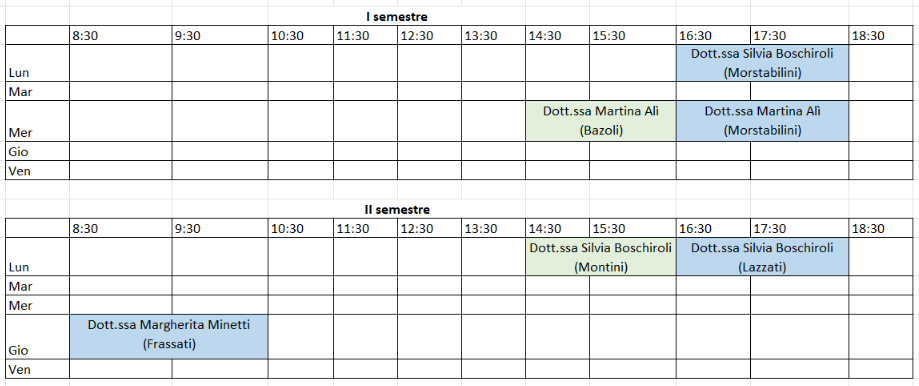 I semestre
8:30 9:30 10:30 11:30 12:30 13:30 14:30 15:30 16:30 17:30 18:30
Dott.ssa Silvia Boschiroli
Lun (Morstabilini)
Mar
Dott.ssa Martina Alì Dott.ssa Martina Alì
Mer (Bazoli) (Morstabilini)
Gio
Ven
II semestre
8:30 9:30 10:30 11:30 12:30 13:30 14:30 15:30 16:30 17:30 18:30
Dott.ssa Silvia Boschiroli Dott.ssa Silvia Boschiroli
Lun (Montini) (Lazzati)
Mar
Mer
Dott.ssa Margherita Minetti
Gio (Frassati)
Ven